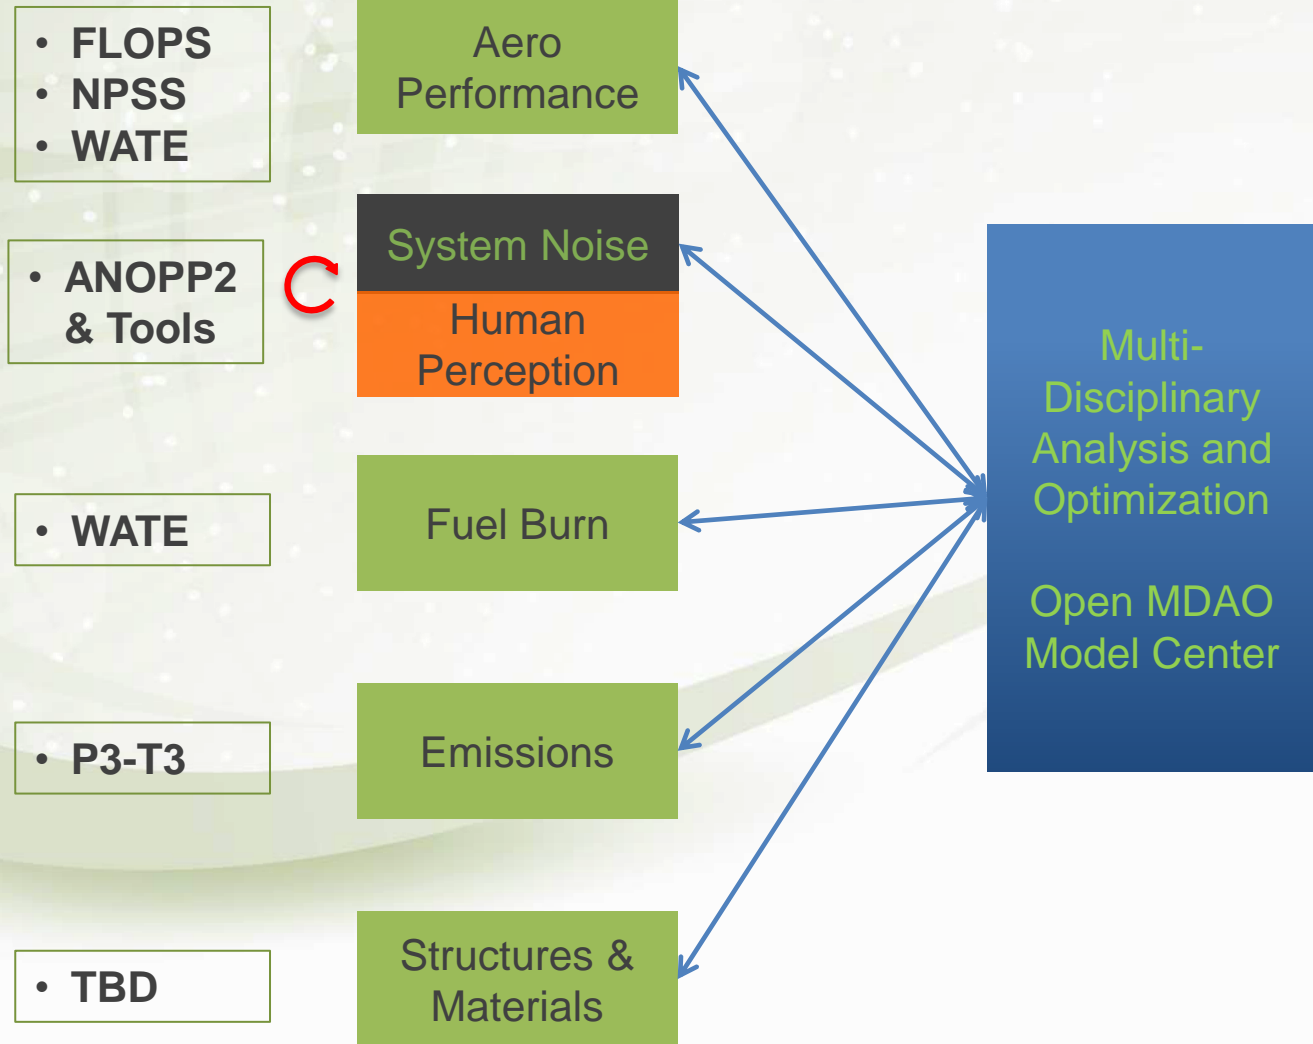 • FLOPS
• NPSS
• WATE
Aero
Performance
• ANOPP2
& Tools
System Noise
Human
Perception
• WATE
Fuel Burn
• P3-T3
Emissions
• TBD
Structures &
Materials
Multi-
Disciplinary
Analysis and
Optimization
Open MDAO
Model Center